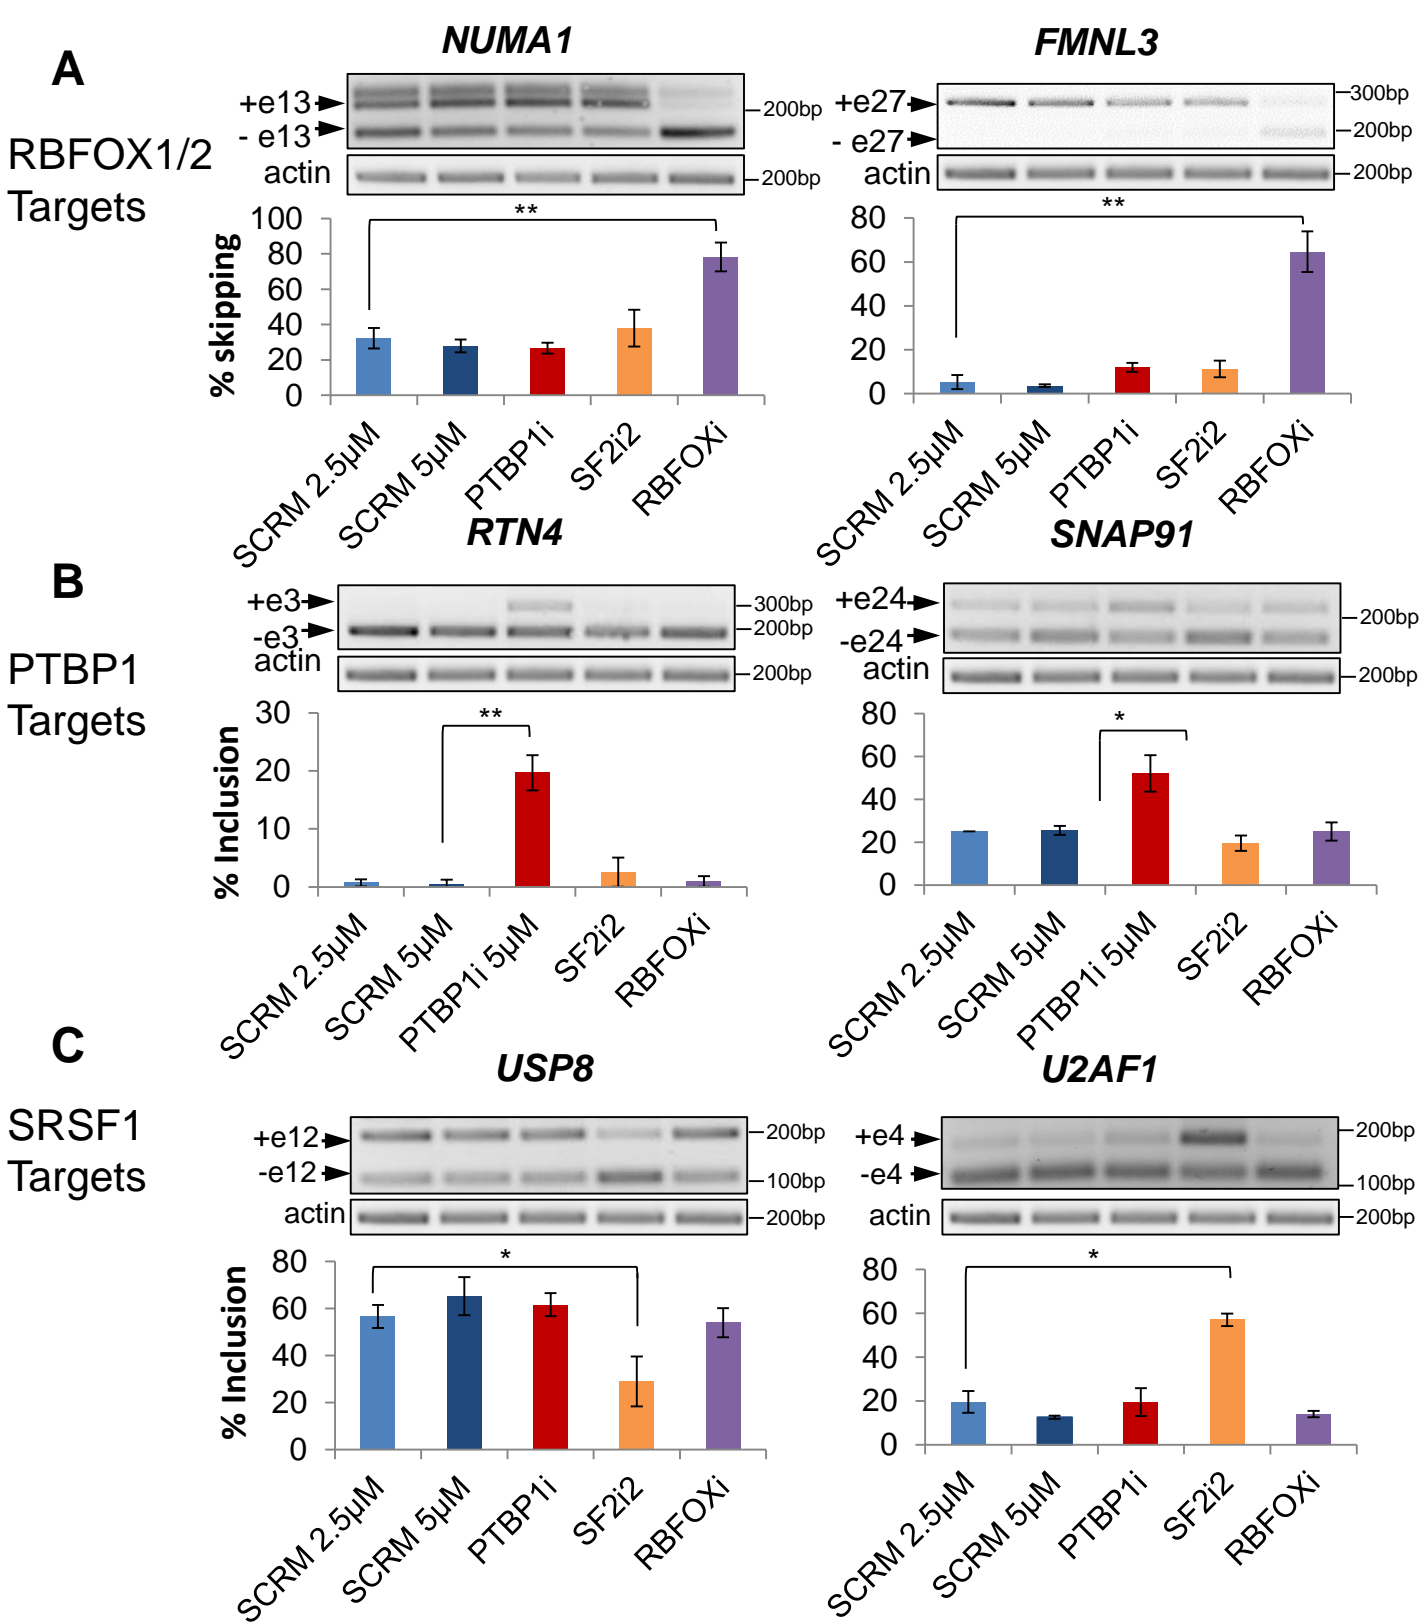 A
RBFOX1/2
Targets
NUMA1
+e13
- e13
200bp
actin
200bp
**
% skipping
100
80
60
40
20
0
SCRM 2.5µM
SCRM 5µM
PTBP1i
SF2i2
RBFOXi
FMNL3
+e27
- e27
300bp
200bp
actin
200bp
**
80
60
40
20
0
SCRM 2.5µM
SCRM 5µM
PTBP1i
SF2i2
RBFOXi
B
PTBP1
Targets
RTN4
+e3
-e3
300bp
200bp
actin
200bp
**
% Inclusion
30
20
10
0
SCRM 2.5µM
SCRM 5µM
PTBP1i 5µM
SF2i2
RBFOXi
SNAP91
+e24
-e24
200bp
actin
200bp
*
80
60
40
20
0
SCRM 2.5µM
SCRM 5µM
PTBP1i 5µM
SF2i2
RBFOXi
C
SRSF1
Targets
USP8
+e12
-e12
200bp
100bp
actin
200bp
*
% Inclusion
80
60
40
20
0
SCRM 2.5µM
SCRM 5µM
PTBP1i
SF2i2
RBFOXi
U2AF1
+e4
-e4
200bp
100bp
actin
200bp
*
80
60
40
20
0
SCRM 2.5µM
SCRM 5µM
PTBP1i
SF2i2
RBFOXi